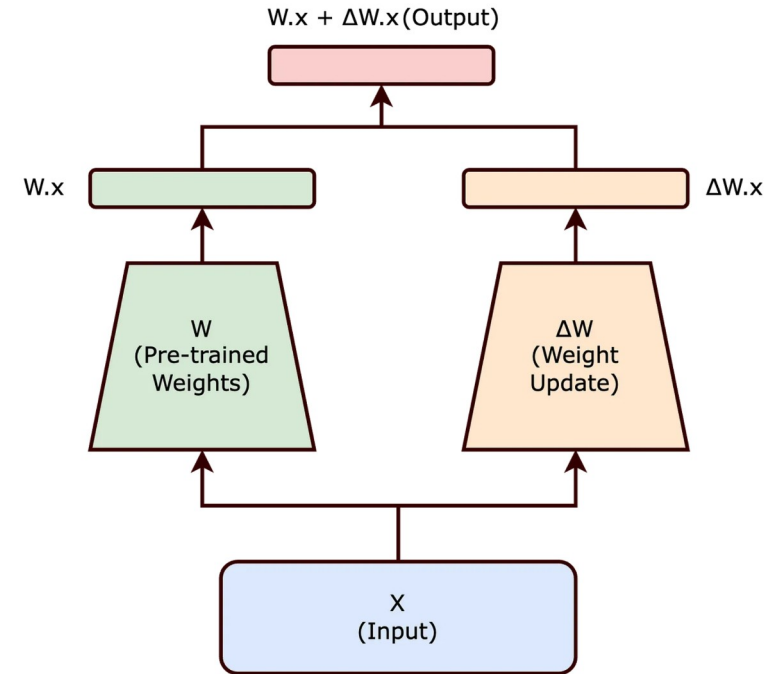 W.x + ΔW.x(Output)
W.x
ΔW.x
W
(Pre-trained
Weights)
ΔW
(Weight
Update)
X
(Input)